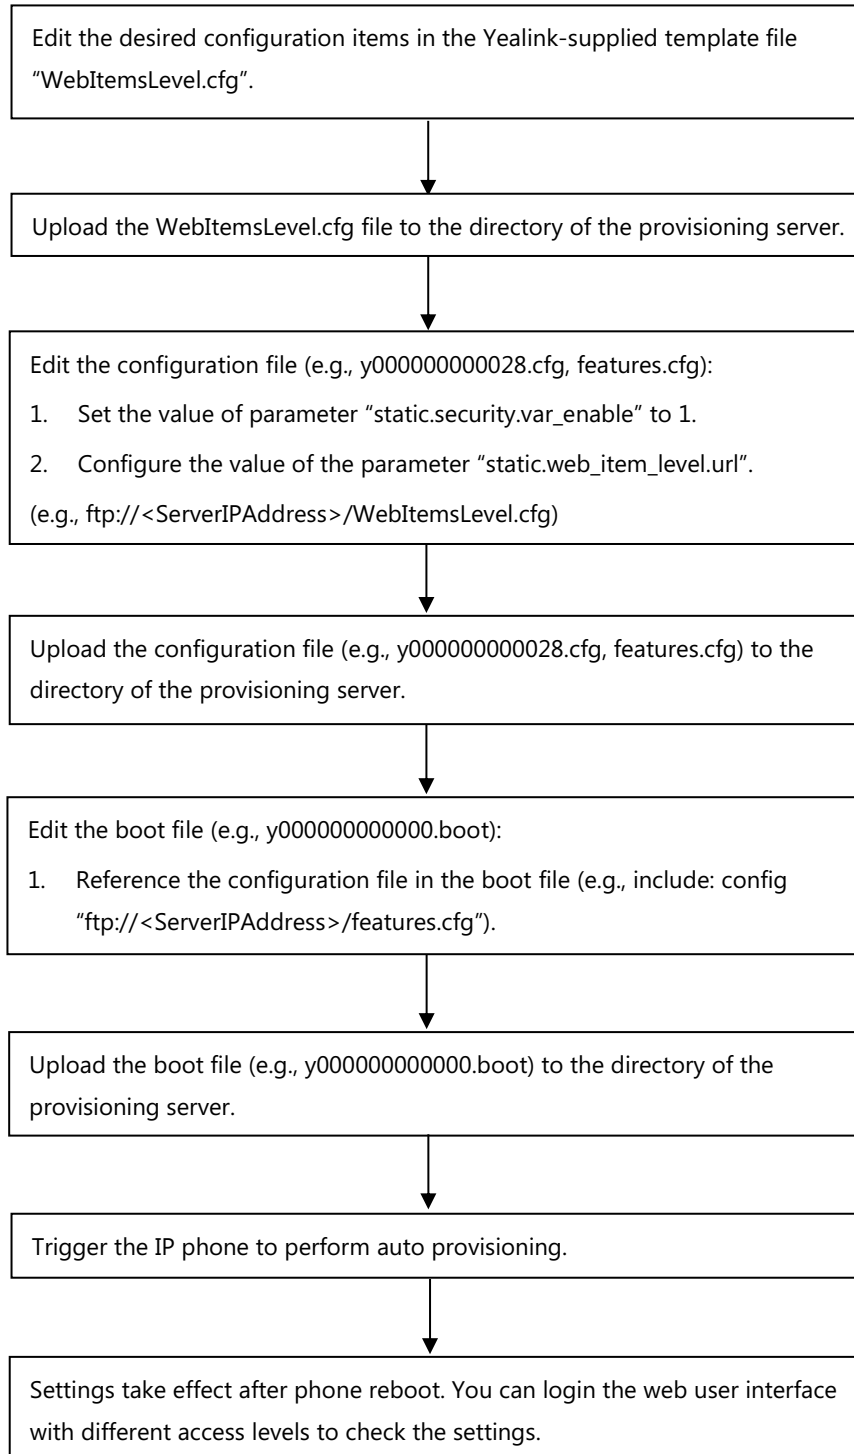 Edit the desired configuration items in the Yealink-supplied template file
“WebItemsLevel.cfg”.
Upload the WebItemsLevel.cfg file to the directory of the provisioning server.
Edit the configuration file (e.g., y000000000028.cfg, features.cfg):
1. Set the value of parameter “static.security.var_enable” to 1.
2. Configure the value of the parameter “static.web_item_level.url”.
(e.g., ftp://<ServerIPAddress>/WebItemsLevel.cfg)
Upload the configuration file (e.g., y000000000028.cfg, features.cfg) to the
directory of the provisioning server.
Edit the boot file (e.g., y000000000000.boot):
1. Reference the configuration file in the boot file (e.g., include: config
“ftp://<ServerIPAddress>/features.cfg”).
Upload the boot file (e.g., y000000000000.boot) to the directory of the
provisioning server.
Trigger the IP phone to perform auto provisioning.
Settings take effect after phone reboot. You can login the web user interface
with different access levels to check the settings.